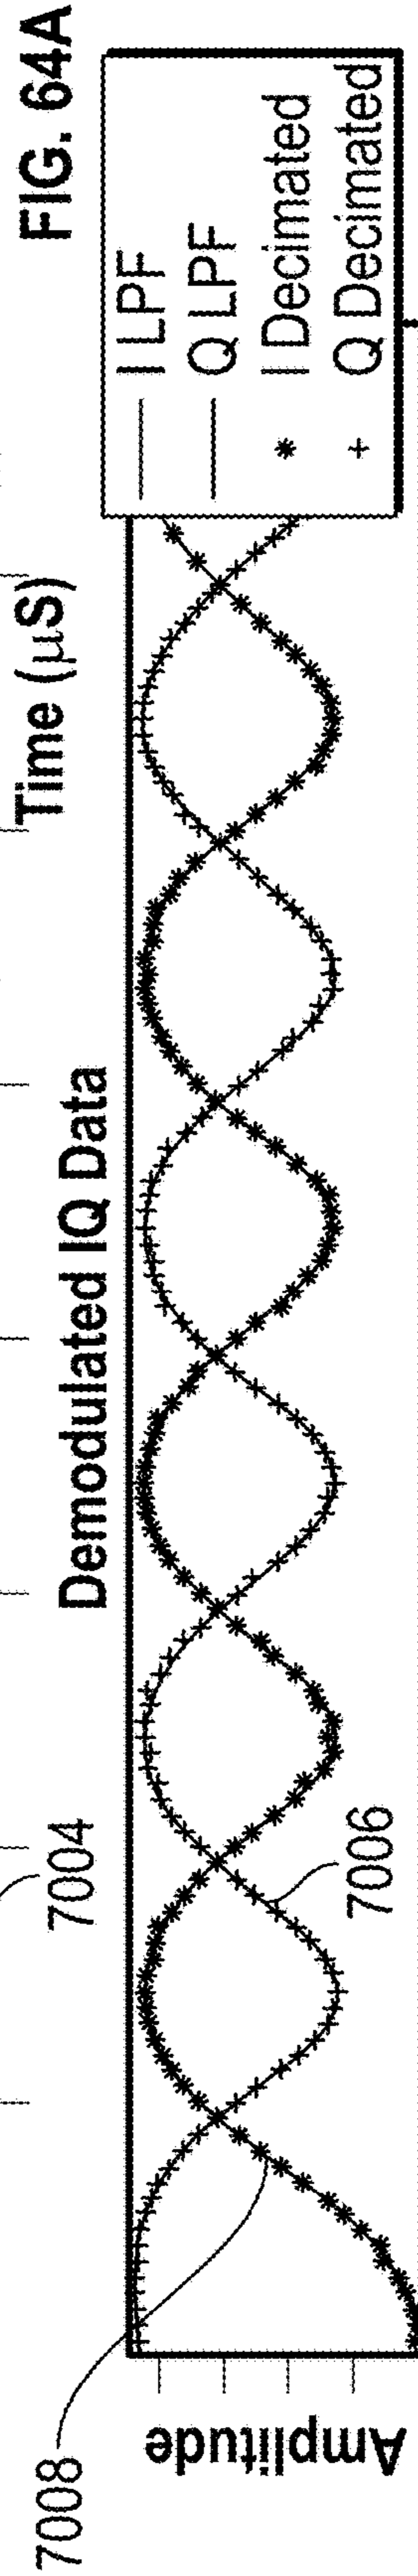 FIG. 64A
Time (μS)
7004
Demodulated IQ Data
I LPF
Q LPF
I Decimated
Q Decimated
7006
7008
Amplitude